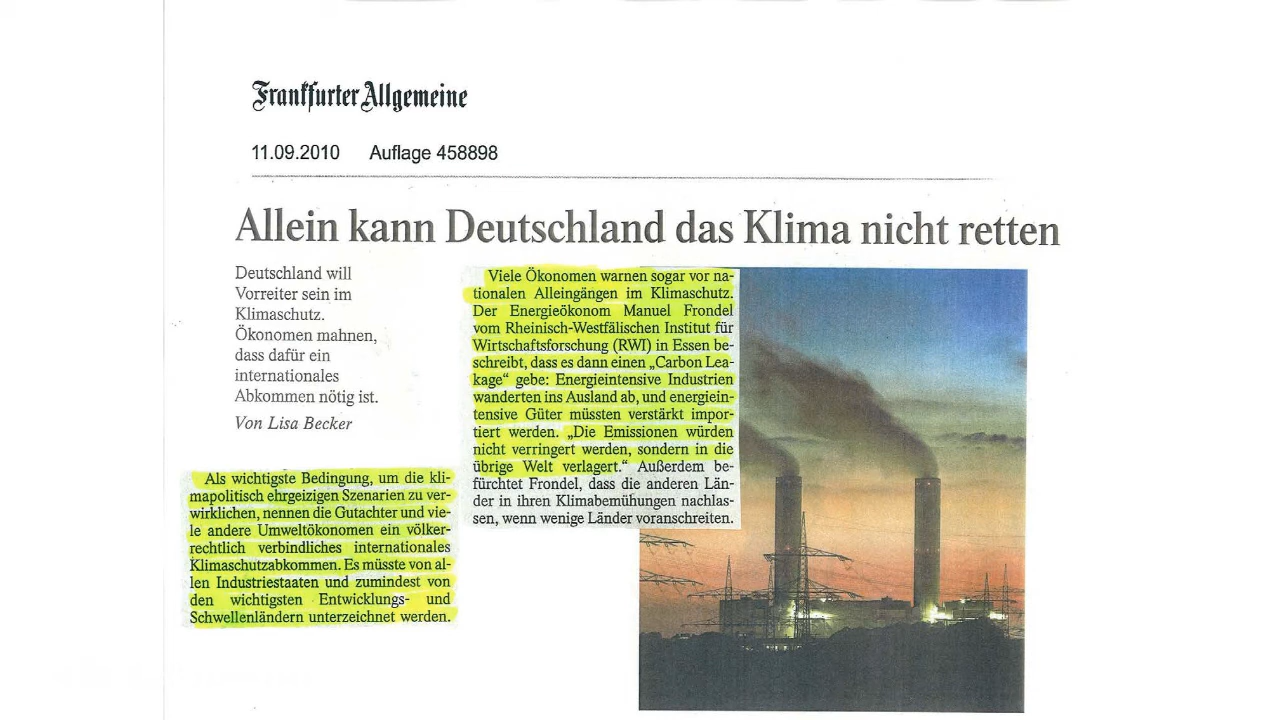 Frankfurter Allgemeine
11.09.2010 Auflage 458898
Allein kann Deutschland das Klima nicht retten
Deutschland will
Vorreiter sein im
Klimaschutz.
Ökonomen mahnen,
dass dafür ein
internationales
Abkommen nötig ist.
Von Lisa Becker
Als wichtigste Bedingung, um die kli-
mapolitisch ehrgeizigen Szenarien zu ver-
wirklichen, nennen die Gutachter und vie-
le andere Umweltökonomen ein völker-
rechtlich verbindliches internationales
Klimaschutzabkommen. Es müsste von al-
len Industriestaaten und zumindest von
den wichtigsten Entwicklungs- und
Schwellenländern unterzeichnet werden.
Viele Ökonomen warnen sogar vor na-
tionalen Alleingängen im Klimaschutz.
Der Energieökonom Manuel Frondel
vom Rheinisch-Westfälischen Institut für
Wirtschaftsforschung (RWI) in Essen be-
schreibt, dass es dann einen „Carbon Lea-
kage“ gebe: Energieintensive Industrien
wanderten ins Ausland ab, und energiein-
tensive Güter müssten verstärkt impor-
tiert werden. „Die Emissionen würden
nicht verringert werden, sondern in die
übrige Welt verlagert.“ Außerdem be-
fürchtet Frondel, dass die anderen Län-
der in ihren Klimabemühungen nachlas-
sen, wenn wenige Länder voranschreiten.